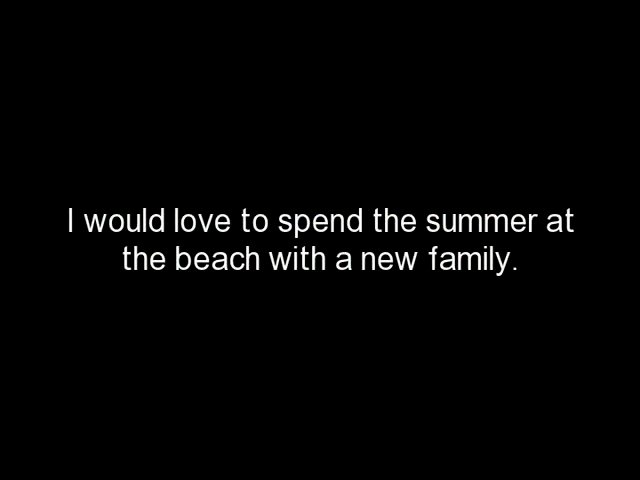 I would love to spend the summer at
the beach with a new family.